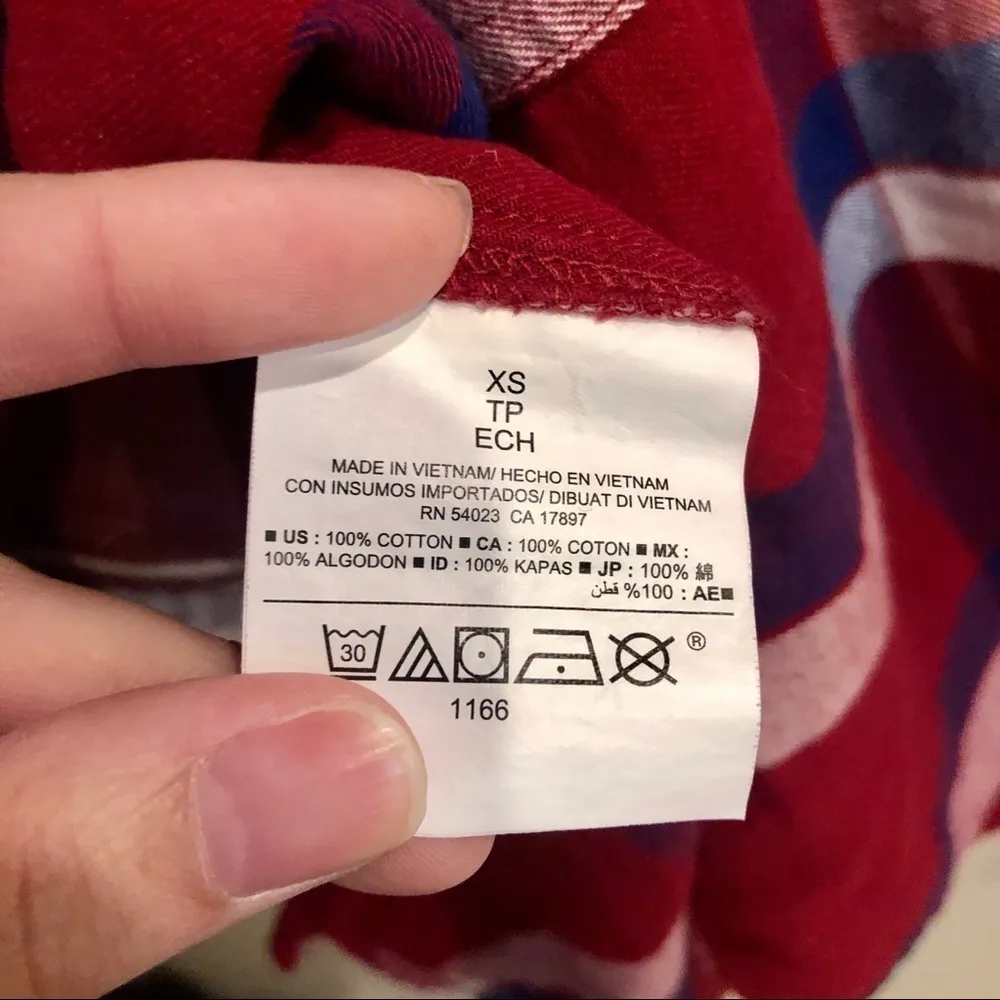 XS
TP
ECH
MADE IN VIETNAM/ HECHO EN VIETNAM
CON INSUMOS IMPORTADOS/ DIBUAT DI VIETNAM
RN 54023 CA 17897
■ US : 100% COTTON ■ CA : 100% COTON ■ MX :
100% ALGODON ■ ID : 100% KAPAS ■ JP : 100% 綿
■AE : 100% قطن
30
®
1166